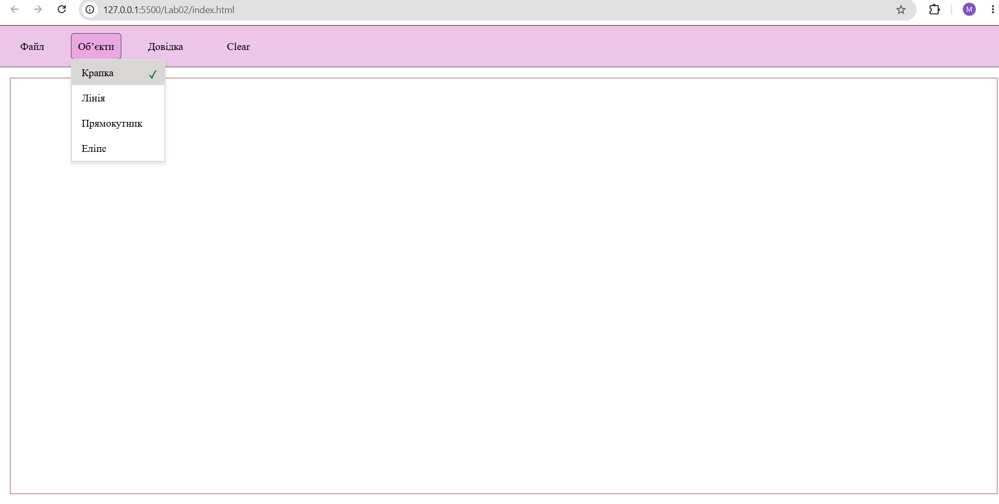 127.0.0.1:5500/Lab02/index.html
M
Файл Об’єкти Довідка Clear
Крапка
Лінія
Прямокутник
Еліпс